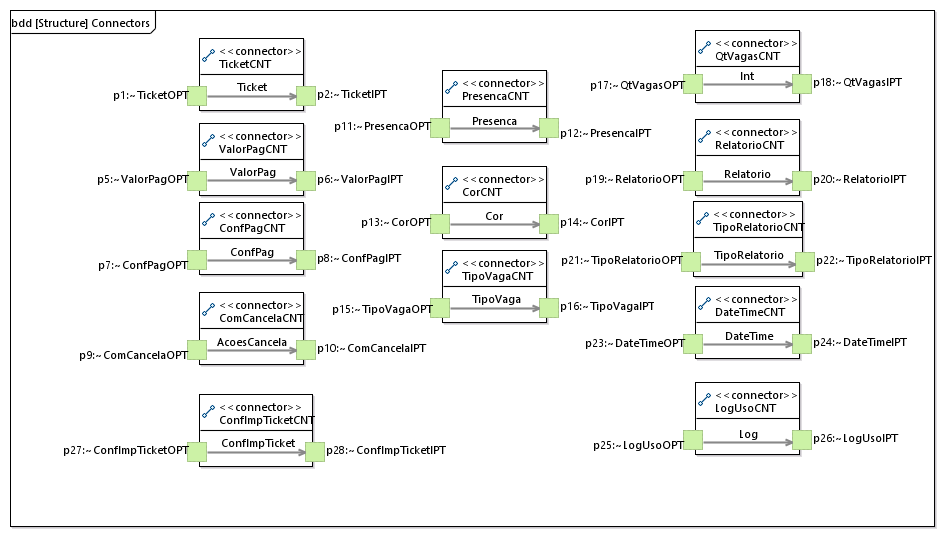 bdd [Structure] Connectors
<<connector>>
TicketCNT
Ticket
p1:~TicketOPT
p2:~TicketIPT
<<connector>>
ValorPagCNT
ValorPag
p5:~ValorPagOPT
p6:~ValorPagIPT
<<connector>>
ConfPagCNT
ConfPag
p7:~ConfPagOPT
p8:~ConfPagIPT
<<connector>>
ComCancelaCNT
AcoesCancela
p9:~ComCancelaOPT
p10:~ComCancelaIPT
<<connector>>
ConfImpTicketCNT
ConfImpTicket
p27:~ConfImpTicketOPT
p28:~ConfImpTicketIPT
<<connector>>
PresencaCNT
Presenca
p11:~PresencaOPT
p12:~PresencaIPT
<<connector>>
CorCNT
Cor
p13:~CorOPT
p14:~CorIPT
<<connector>>
TipoVagaCNT
TipoVaga
p15:~TipoVagaOPT
p16:~TipoVagaIPT
<<connector>>
QtVagasCNT
Int
p17:~QtVagasOPT
p18:~QtVagasIPT
<<connector>>
RelatorioCNT
Relatorio
p19:~RelatorioOPT
p20:~RelatorioIPT
<<connector>>
TipoRelatorioCNT
TipoRelatorio
p21:~TipoRelatorioOPT
p22:~TipoRelatorioIPT
<<connector>>
DateTimeCNT
DateTime
p23:~DateTimeOPT
p24:~DateTimeIPT
<<connector>>
LogUsoCNT
Log
p25:~LogUsoOPT
p26:~LogUsoIPT